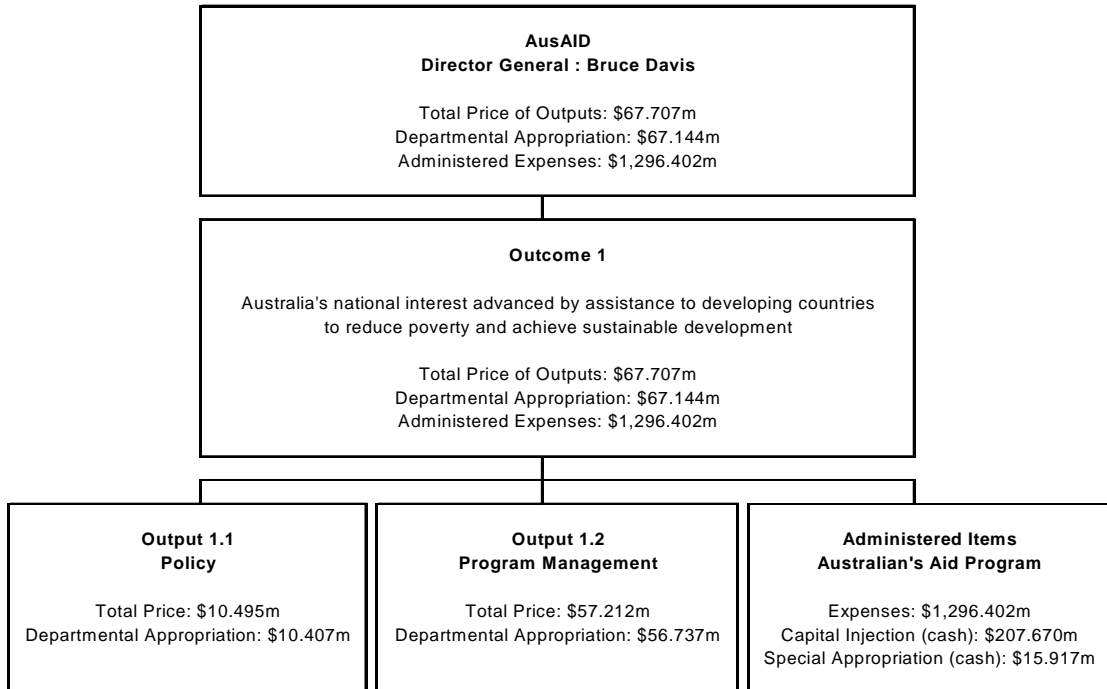 AusAID
Director General : Bruce Davis
Total Price of Outputs: $67.707m
Departmental Appropriation: $67.144m
Administered Expenses: $1,296.402m
Outcome 1
Australia's national interest advanced by assistance to developing countries
to reduce poverty and achieve sustainable development
Total Price of Outputs: $67.707m
Departmental Appropriation: $67.144m
Administered Expenses: $1,296.402m
Output 1.1
Policy
Total Price: $10.495m
Departmental Appropriation: $10.407m
Output 1.2
Program Management
Total Price: $57.212m
Departmental Appropriation: $56.737m
Administered Items
Australian's Aid Program
Expenses: $1,296.402m
Capital Injection (cash): $207.670m
Special Appropriation (cash): $15.917m